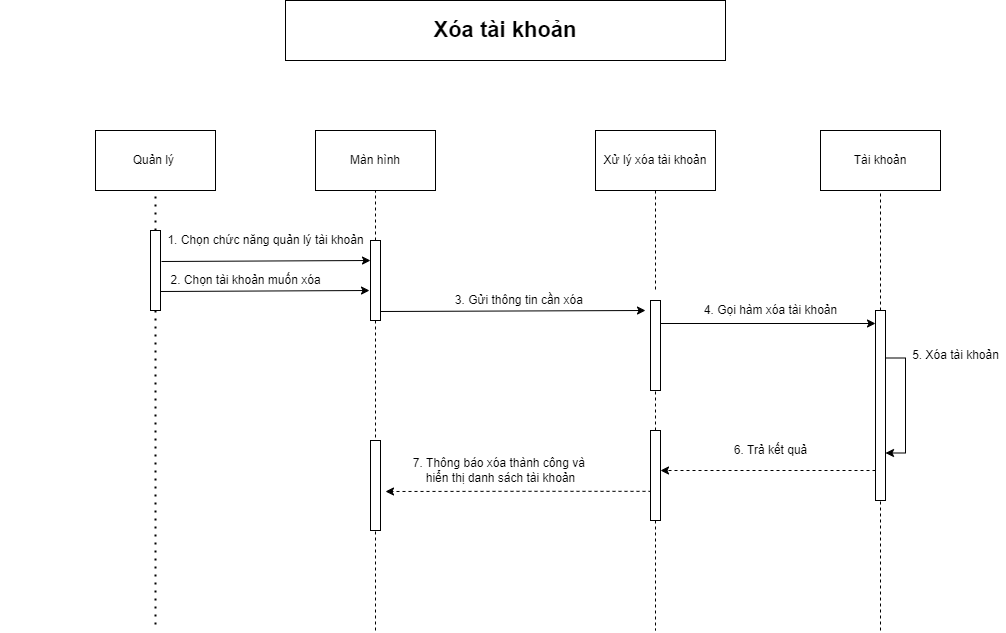 Xóa tài khoản
Quản lý
Màn hình
Xử lý xóa tài khoản
Tài khoản
1. Chọn chức năng quản lý tài khoản
2. Chọn tài khoản muốn xóa
3. Gửi thông tin cần xóa
4. Gọi hàm xóa tài khoản
5. Xóa tài khoản
6. Trả kết quả
7. Thông báo xóa thành công và
hiển thị danh sách tài khoản